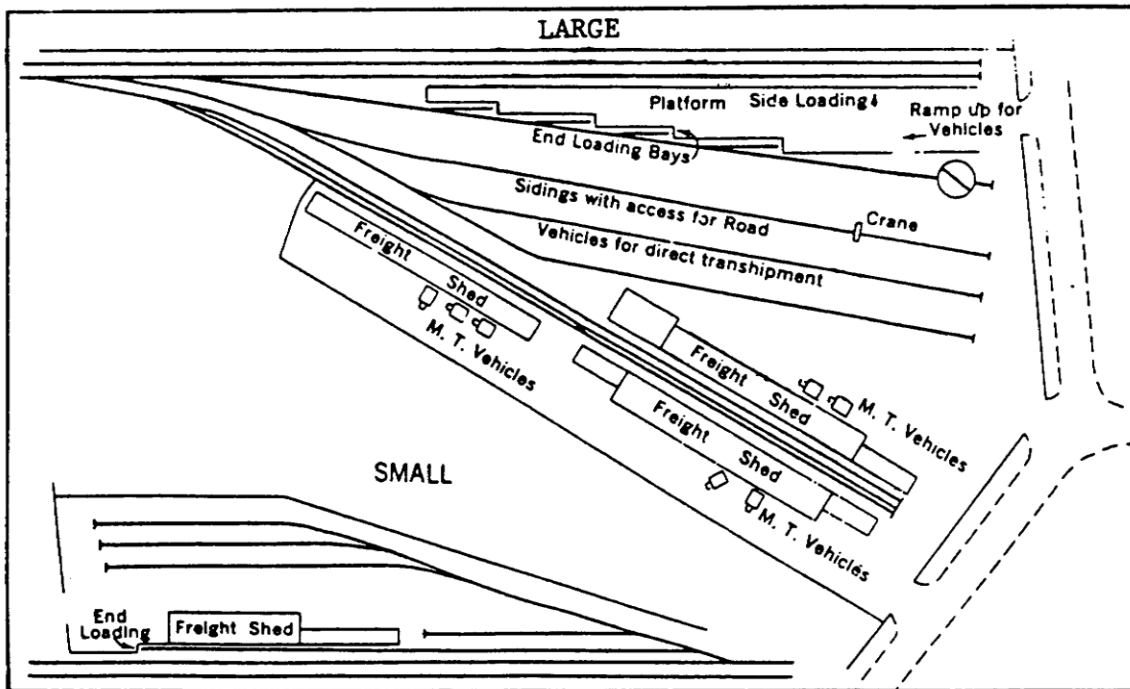 LARGE
Platform Side Loading
Ramp up for
Vehicles
End Loading Bays
Sidings with access for Road
Crane
Vehicles for direct transhipment
Freight Shed
M. T. Vehicles
Freight Shed
M. T. Vehicles
Freight Shed
M. T. Vehicles
SMALL
End
Loading
Freight Shed